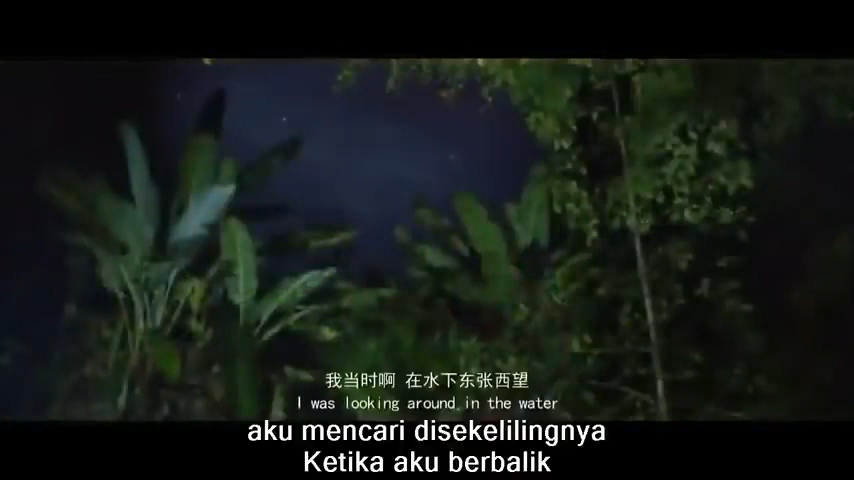 我当时啊 在水下东张西望
I was looking around in the water
aku mencari disekelilingnya
Ketika aku berbalik